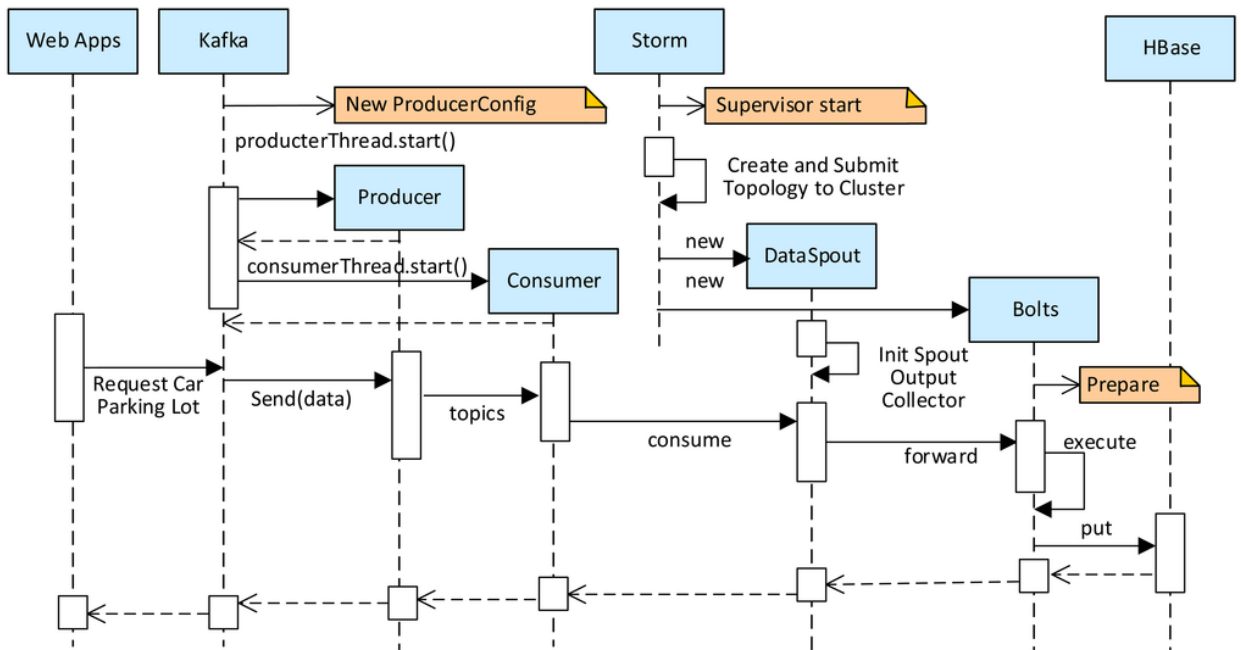 Web Apps
Kafka
Storm
HBase
New ProducerConfig
Supervisor start
producterThread.start()
Create and Submit
Topology to Cluster
Producer
new
DataSpout
consumerThread.start()
Consumer
new
Bolts
Init Spout
Output
Collector
Request Car
Parking Lot
Send(data)
topics
Prepare
consume
forward
execute
put